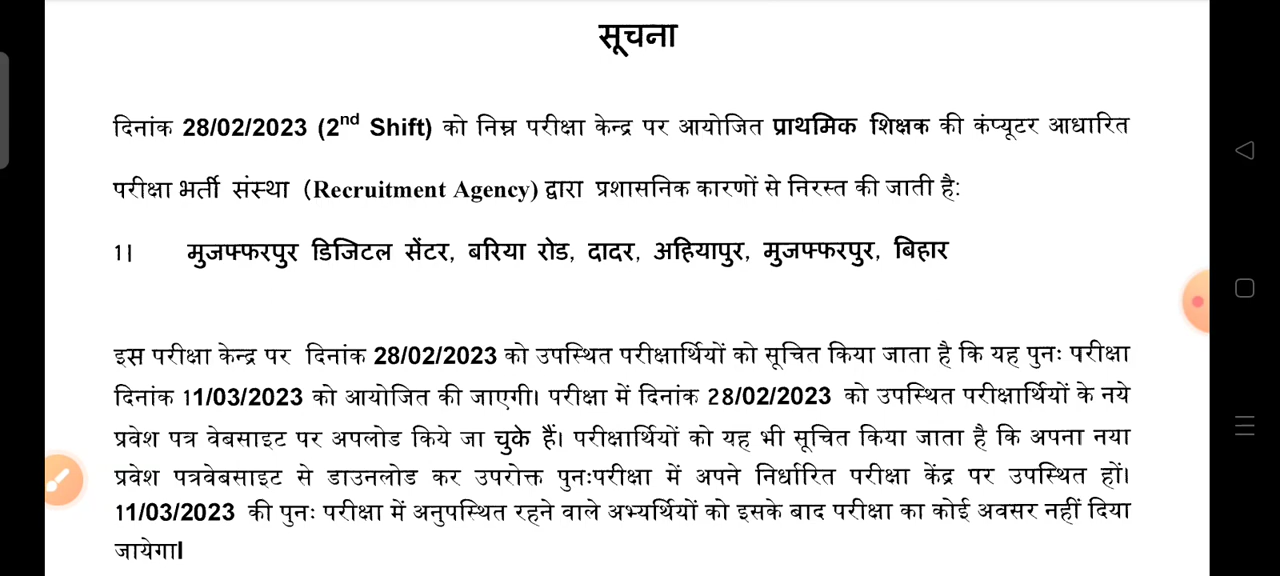 सूचना
दिनांक 28/02/2023 (2nd Shift) को निम्न परीक्षा केन्द्र पर आयोजित प्राथमिक शिक्षक की कंप्यूटर आधारित
परीक्षा भर्ती संस्था (Recruitment Agency) द्वारा प्रशासनिक कारणों से निरस्त की जाती है:
1। मुजफ्फरपुर डिजिटल सेंटर, बरिया रोड, दादर, अहियापुर, मुजफ्फरपुर, बिहार
इस परीक्षा केन्द्र पर दिनांक 28/02/2023 को उपस्थित परीक्षार्थियों को सूचित किया जाता है कि यह पुनः परीक्षा
दिनांक 11/03/2023 को आयोजित की जाएगी। परीक्षा में दिनांक 28/02/2023 को उपस्थित परीक्षार्थियों के नये
प्रवेश पत्र वेबसाइट पर अपलोड किये जा चुके हैं। परीक्षार्थियों को यह भी सूचित किया जाता है कि अपना नया
प्रवेश पत्रवेबसाइट से डाउनलोड कर उपरोक्त पुनःपरीक्षा में अपने निर्धारित परीक्षा केंद्र पर उपस्थित हों।
11/03/2023 की पुनः परीक्षा में अनुपस्थित रहने वाले अभ्यर्थियों को इसके बाद परीक्षा का कोई अवसर नहीं दिया
जायेगा।